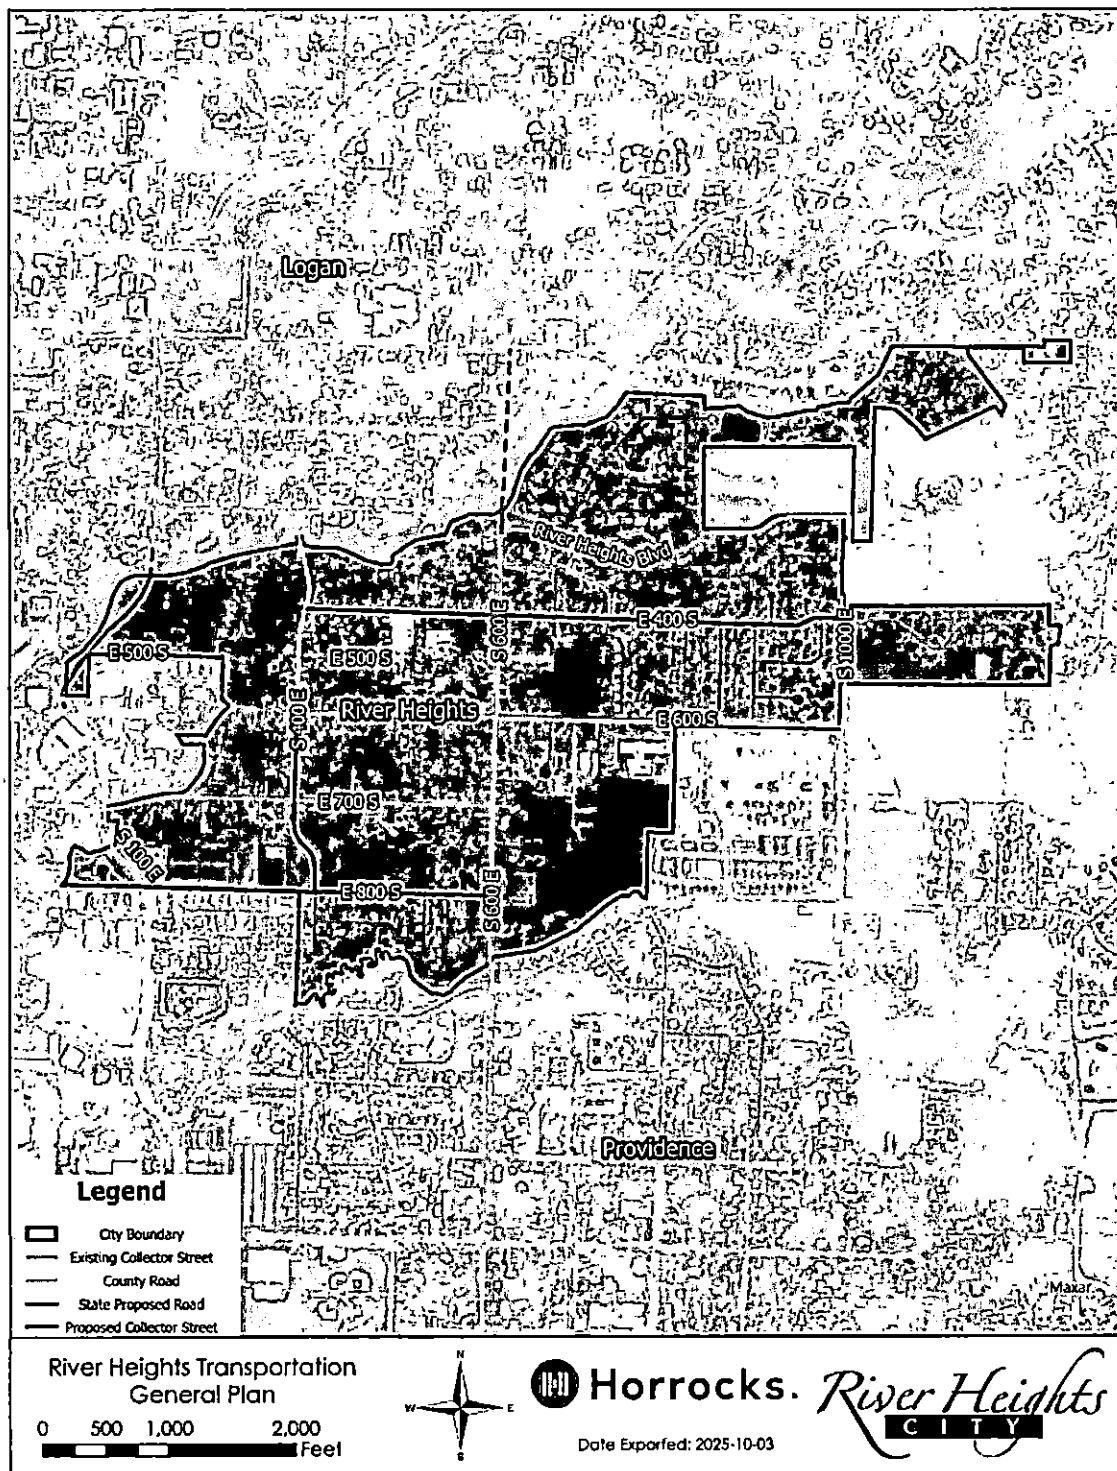 Logan
River Heights Blvd
E 400 S
S 600 E
S 1000 E
E 500 S
E 500 S
S 400 E
River Heights
E 600 S
E 700 S
S 100 E
E 800 S
S 600 E
Providence
Legend
City Boundary
Existing Collector Street
County Road
State Proposed Road
Proposed Collector Street
Maxar
River Heights Transportation
General Plan
0 500 1,000 2,000
Feet
N
W E
S
Horrocks.
Date Exported: 2025-10-03
River Heights
CITY